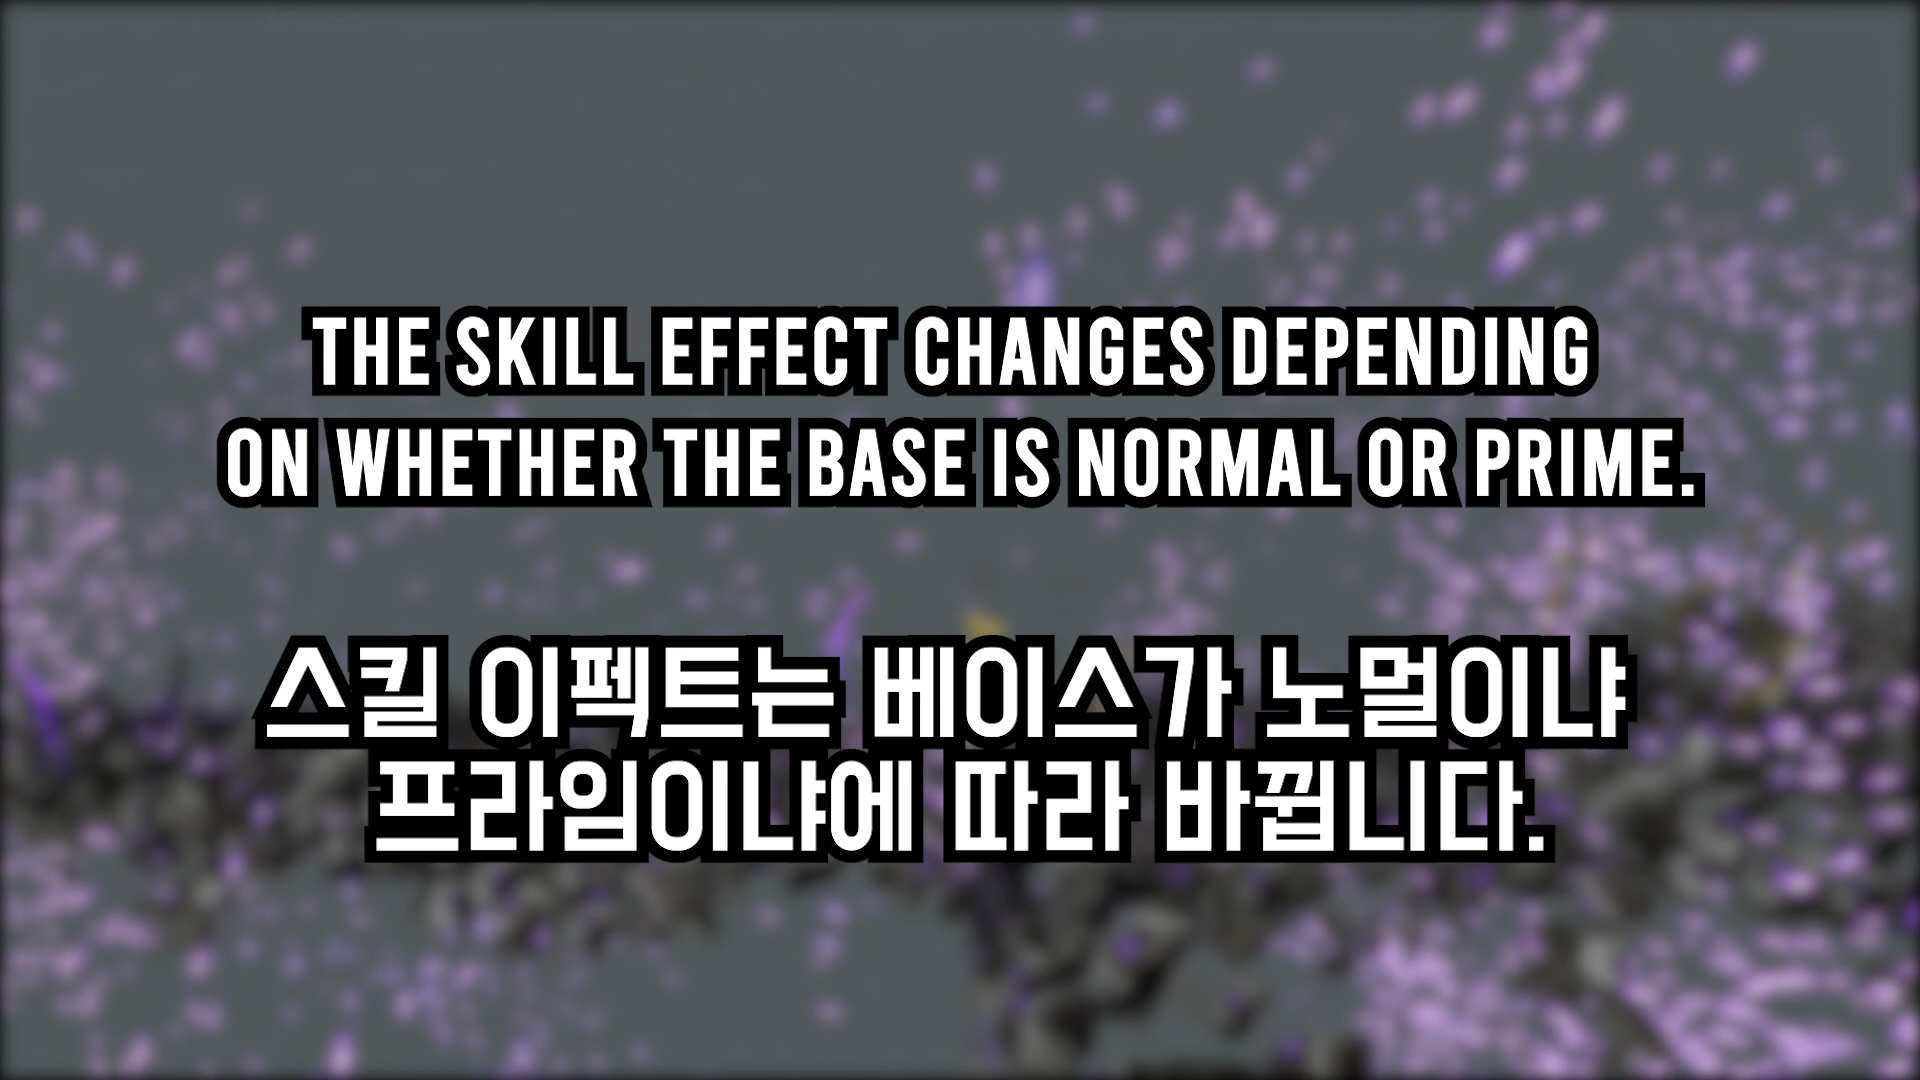 THE SKILL EFFECT CHANGES DEPENDING
ON WHETHER THE BASE IS NORMAL OR PRIME.
스킬 이펙트는 베이스가 노멀이냐
프라임이냐에 따라 바뀝니다.